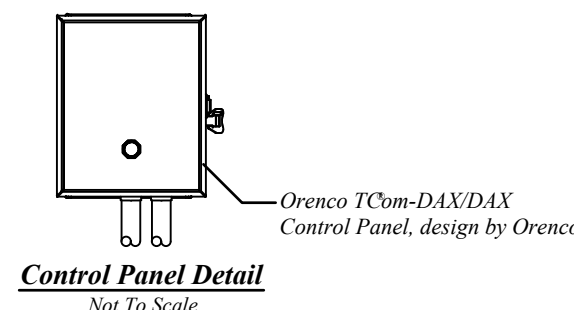 Orenco TCom®-DAX/DAX
Control Panel, design by Orenco
Control Panel Detail
Not To Scale